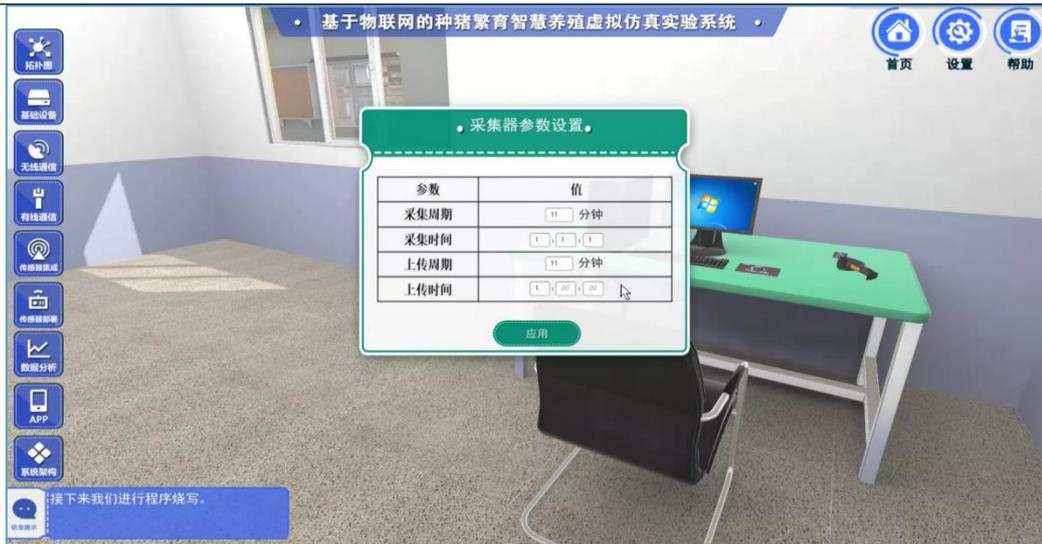 · 基于物联网的种猪繁育智慧养殖虚拟仿真实验系统 ·
首页 设置 帮助
拓扑图
基础设备
无线通信
有线通信
传感器集成
传感器部署
数据分析
APP
系统架构
采集器参数设置
参数 值
采集周期 11 分钟
采集时间 1 : 1 : 1
上传周期 11 分钟
上传时间 1 : 00 : 00
应用
接下来我们进行程序烧写。
信息提示